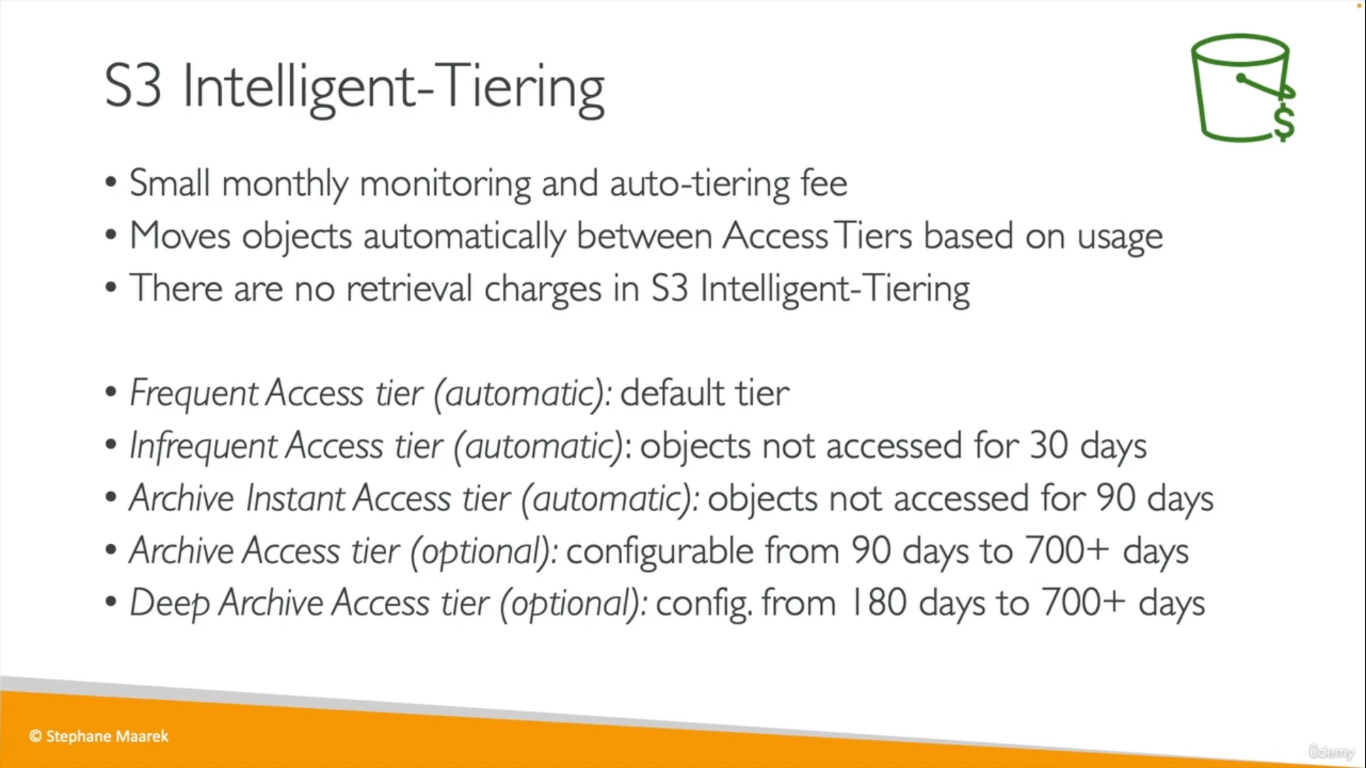 S3 Intelligent-Tiering
$
• Small monthly monitoring and auto-tiering fee
• Moves objects automatically between Access Tiers based on usage
• There are no retrieval charges in S3 Intelligent-Tiering
• Frequent Access tier (automatic): default tier
• Infrequent Access tier (automatic): objects not accessed for 30 days
• Archive Instant Access tier (automatic): objects not accessed for 90 days
• Archive Access tier (optional): configurable from 90 days to 700+ days
• Deep Archive Access tier (optional): config. from 180 days to 700+ days
© Stephane Maarek
ûdemy